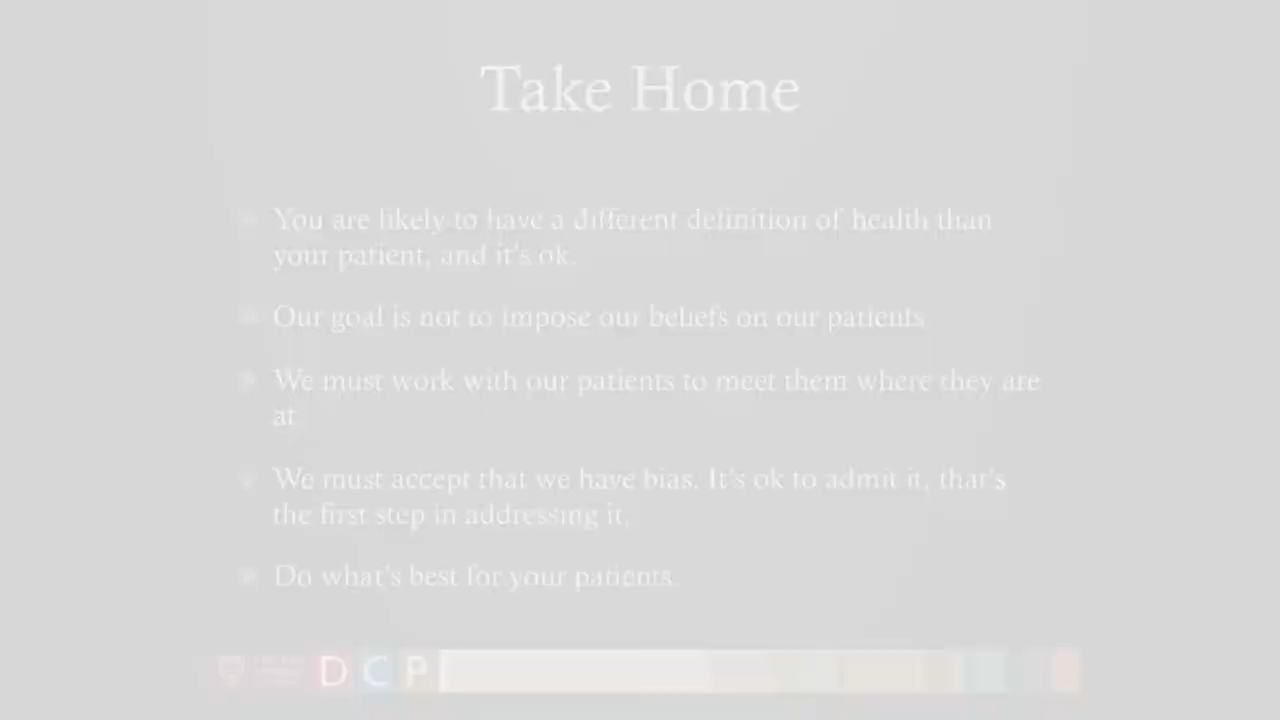 Take Home
You are likely to have a different definition of health than
your patient, and it's ok.
Our goal is not to impose our beliefs on our patients
We must work with our patients to meet them where they are
at.
We must accept that we have bias. It's ok to admit it, that's
the first step in addressing it.
Do what's best for your patients.
DCP